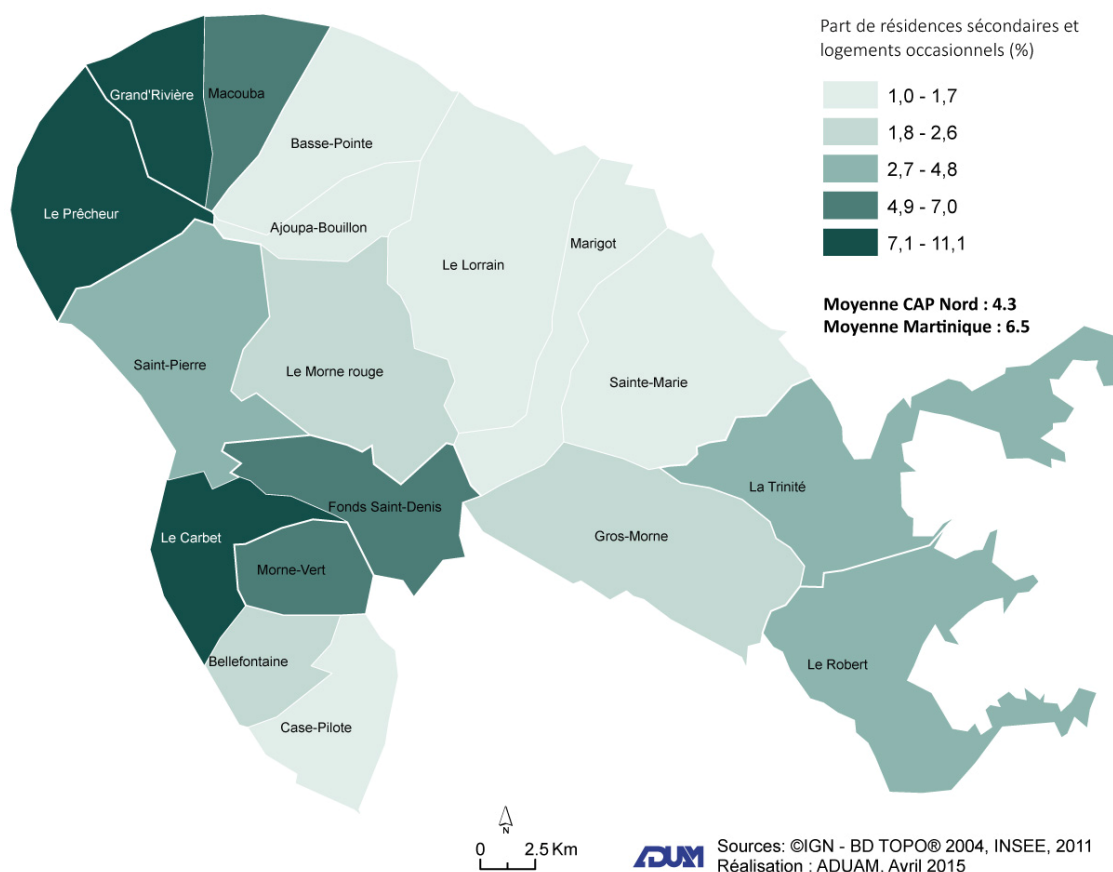 Part de résidences sécondaires et
logements occasionnels (%)
1,0 - 1,7
1,8 - 2,6
2,7 - 4,8
4,9 - 7,0
7,1 - 11,1
Moyenne CAP Nord : 4.3
Moyenne Martinique : 6.5
Grand'Rivière
Macouba
Basse-Pointe
Le Prêcheur
Ajoupa-Bouillon
Le Lorrain
Marigot
Saint-Pierre
Le Morne rouge
Sainte-Marie
La Trinité
Fonds Saint-Denis
Le Carbet
Gros-Morne
Morne-Vert
Bellefontaine
Le Robert
Case-Pilote
N
0 2.5 Km
ADUAM
Sources: ©IGN - BD TOPO® 2004, INSEE, 2011
Réalisation : ADUAM, Avril 2015